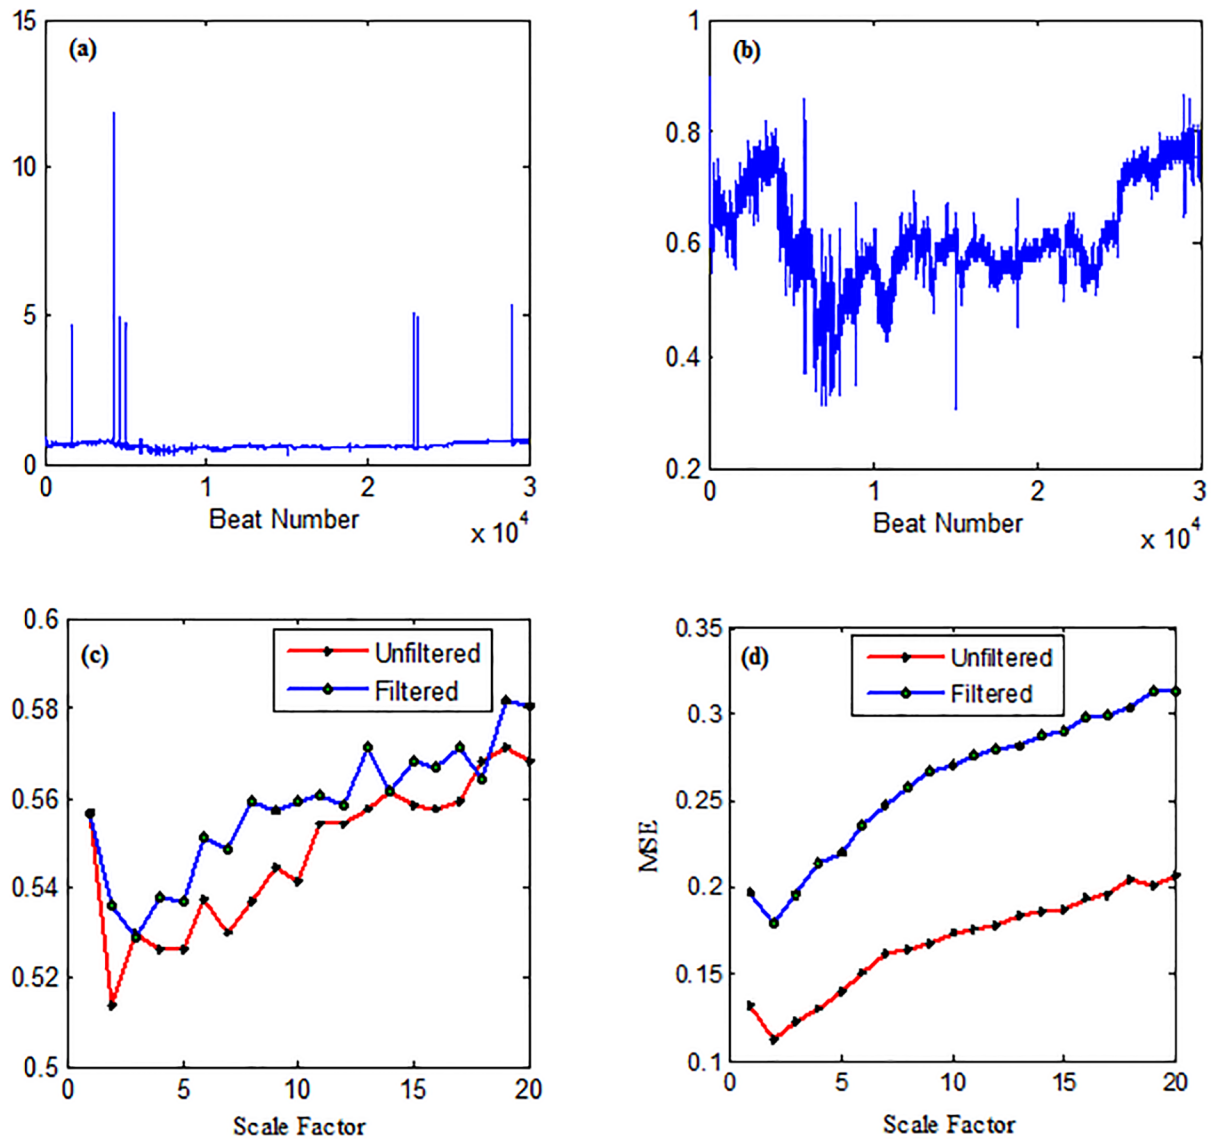 15
(a)
10
5
0
0
1
2
3
Beat Number
x 10^4
1
(b)
0.8
0.6
0.4
0.2
0
1
2
3
Beat Number
x 10^4
0.6
(c)
Unfiltered
Filtered
0.58
0.56
0.54
0.52
0.5
0
5
10
15
20
Scale Factor
0.35
(d)
Unfiltered
Filtered
0.3
0.25
MSE
0.2
0.15
0.1
0
5
10
15
20
Scale Factor